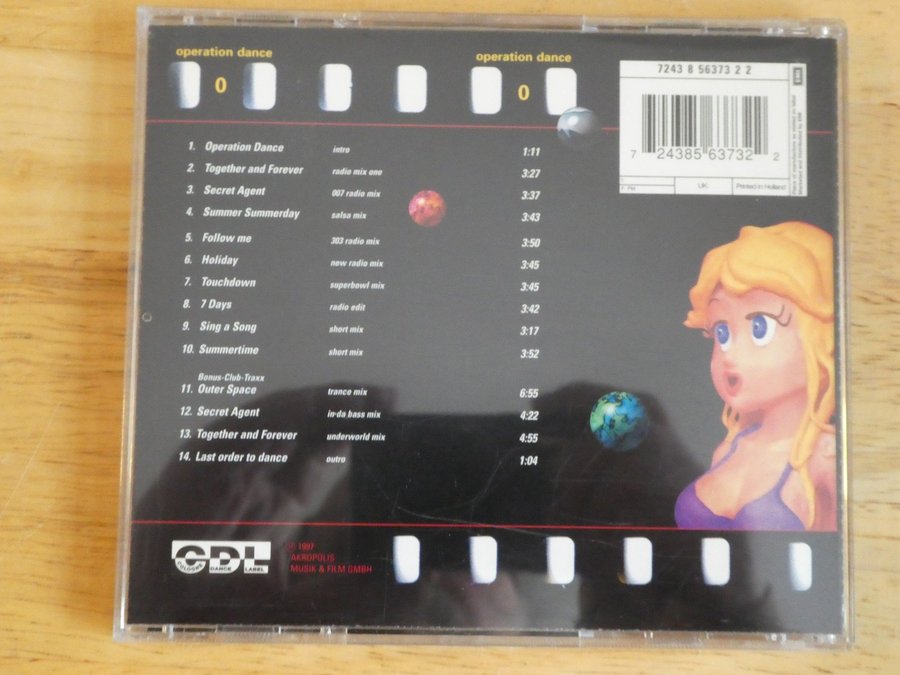 operation dance
operation dance
0
0
7243 8 56373 2 2
EMI
7 24385 63732 2
UK
Printed in Holland
1. Operation Dance intro 1:11
2. Together and Forever radio mix one 3:27
3. Secret Agent 007 radio mix 3:37
4. Summer Summerday salsa mix 3:43
5. Follow me 303 radio mix 3:50
6. Holiday new radio mix 3:45
7. Touchdown superbowl mix 3:45
8. 7 Days radio edit 3:42
9. Sing a Song short mix 3:17
10. Summertime short mix 3:52
Bonus-Club-Traxx
11. Outer Space trance mix 6:55
12. Secret Agent in-da bass mix 4:22
13. Together and Forever underworld mix 4:55
14. Last order to dance outro 1:04
CDL
COLOGNE DANCE LABEL
℗ 1997
AKROPOLIS
MUSIK & FILM GMBH